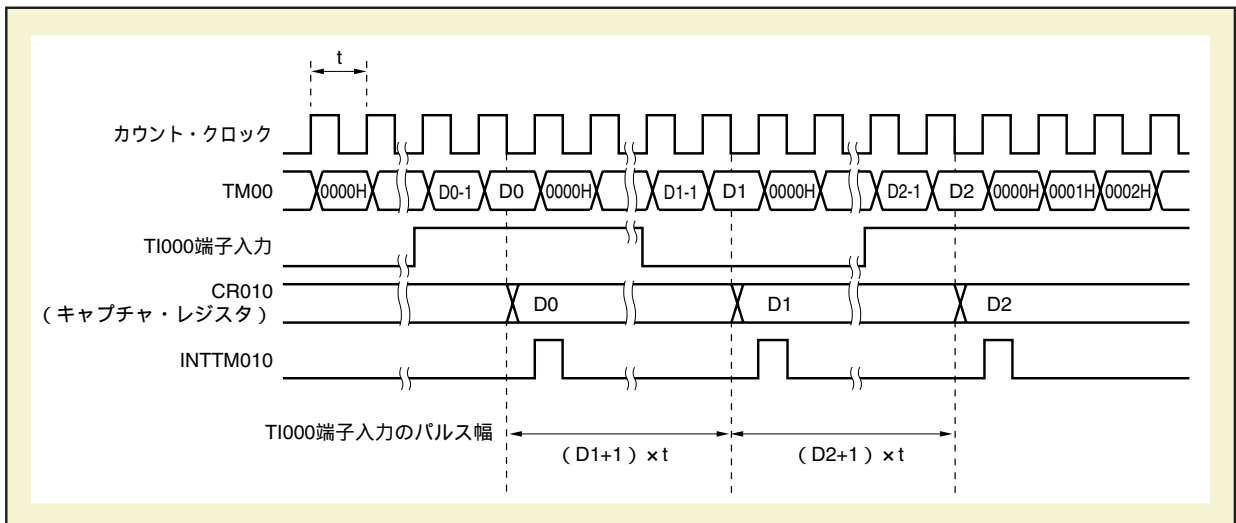 t
カウント・クロック
TM00 0000H D0-1 D0 0000H D1-1 D1 0000H D2-1 D2 0000H 0001H 0002H
TI000端子入力
CR010
（キャプチャ・レジスタ） D0 D1 D2
INTTM010
TI000端子入力のパルス幅
（D1+1）×t （D2+1）×t